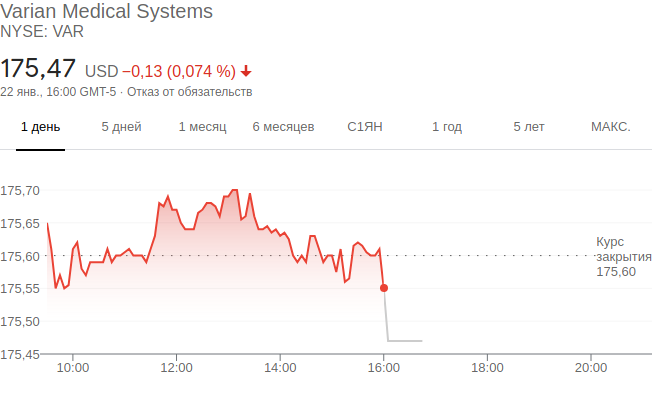 Varian Medical Systems
NYSE: VAR
175,47 USD −0,13 (0,074 %)
22 янв., 16:00 GMT-5 · Отказ от обязательств
1 день 5 дней 1 месяц 6 месяцев С1ЯН 1 год 5 лет МАКС.
175,70
175,65
175,60
175,55
175,50
175,45
Курс
закрытия
175,60
10:00 12:00 14:00 16:00 18:00 20:00